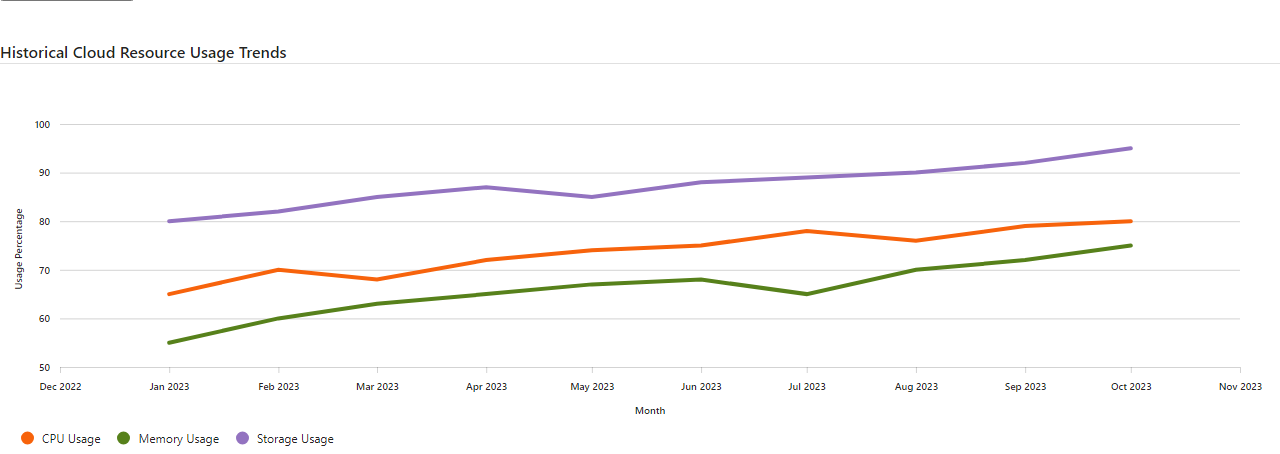 Historical Cloud Resource Usage Trends
100
90
80
70
60
50
Usage Percentage
Dec 2022 Jan 2023 Feb 2023 Mar 2023 Apr 2023 May 2023 Jun 2023 Jul 2023 Aug 2023 Sep 2023 Oct 2023 Nov 2023
Month
CPU Usage Memory Usage Storage Usage